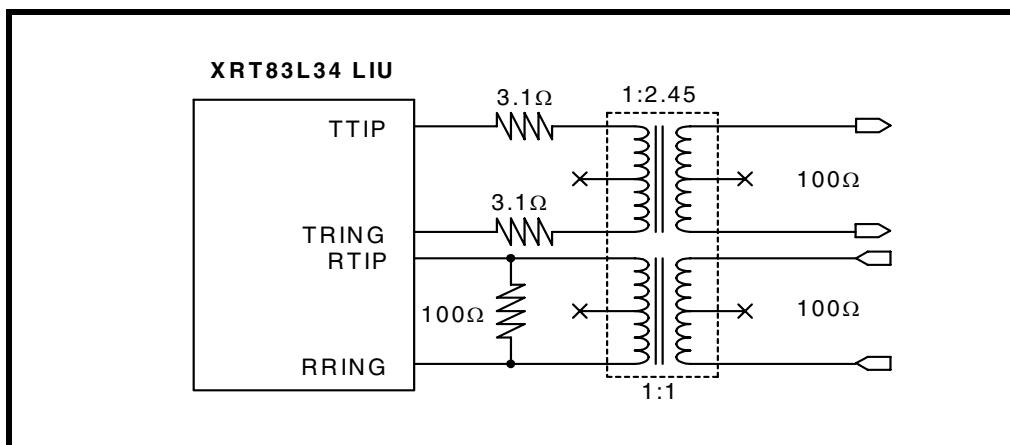 XRT83L34 LIU
1:2.45
3.1Ω
TTIP
100Ω
3.1Ω
TRING
RTIP
100Ω
100Ω
RRING
1:1